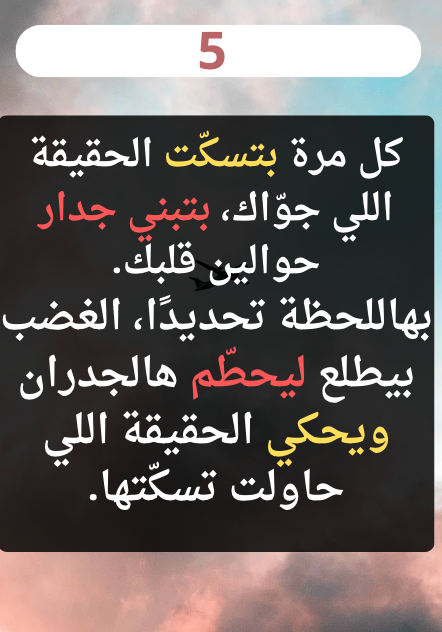 5
كل مرة بتسكّت الحقيقة
اللي جوّاك، بتبني جدار
حوالين قلبك.
بهاللحظة تحديدًا، الغضب
بيطلع ليحطّم هالجدران
ويحكي الحقيقة اللي
حاولت تسكّتها.